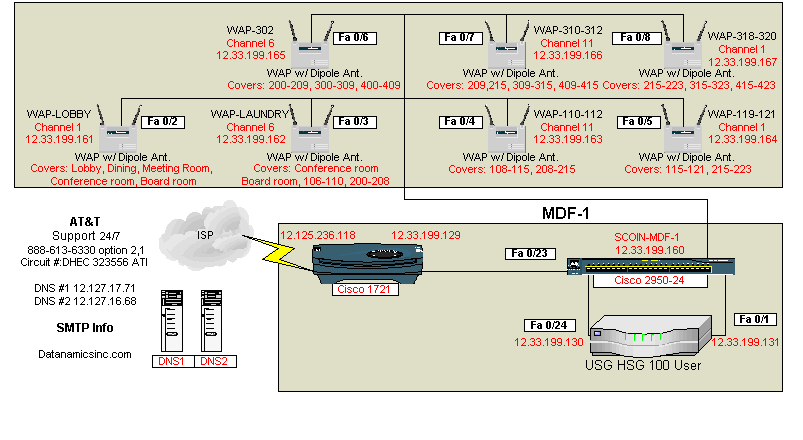 WAP-302
Channel 6
12.33.199.165
Fa 0/6
WAP w/ Dipole Ant.
Covers: 200-209, 300-309, 400-409
Fa 0/7
WAP-310-312
Channel 11
12.33.199.166
WAP w/ Dipole Ant.
Covers: 209,215, 309-315, 409-415
Fa 0/8
WAP-318-320
Channel 1
12.33.199.167
WAP w/ Dipole Ant.
Covers: 215-223, 315-323, 415-423
WAP-LOBBY
Channel 1
12.33.199.161
Fa 0/2
WAP w/ Dipole Ant.
Covers: Lobby, Dining, Meeting Room,
Conference room, Board room
WAP-LAUNDRY
Channel 6
12.33.199.162
Fa 0/3
WAP w/ Dipole Ant.
Covers: Conference room
Board room, 106-110, 200-208
Fa 0/4
WAP-110-112
Channel 11
12.33.199.163
WAP w/ Dipole Ant.
Covers: 108-115, 208-215
Fa 0/5
WAP-119-121
Channel 1
12.33.199.164
WAP w/ Dipole Ant.
Covers: 115-121, 215-223
AT&T
Support 24/7
888-613-6330 option 2,1
Circuit #:DHEC 323556 ATI
DNS #1 12.127.17.71
DNS #2 12.127.16.68
SMTP Info
Datanamicsinc.com
ISP
DNS1
DNS2
MDF-1
12.125.236.118
12.33.199.129
Cisco 1721
Fa 0/23
SCOIN-MDF-1
12.33.199.160
Cisco 2950-24
Fa 0/24
12.33.199.130
Fa 0/1
12.33.199.131
USG HSG 100 User